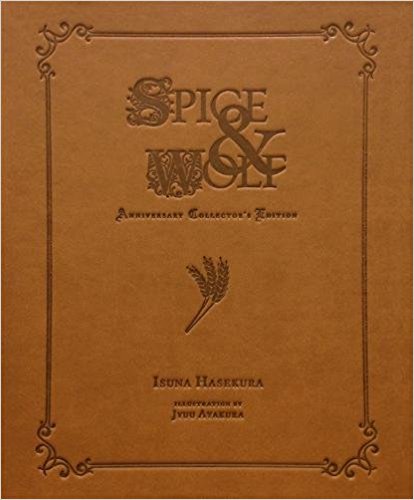 Spice
&
Wolf
Anniversary Collector's Edition
Isuna Hasekura
Illustration by
Jyuu Ayakura